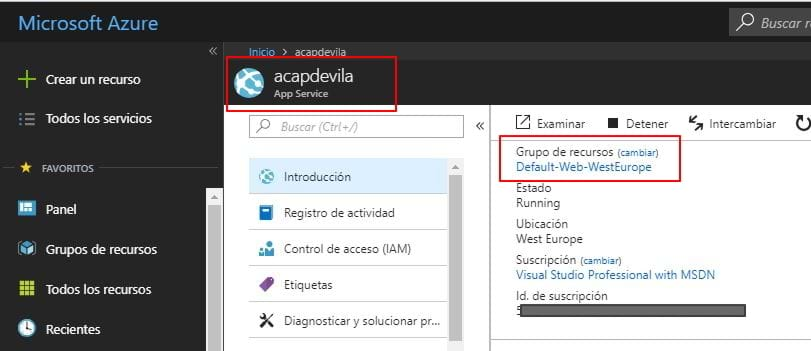 Microsoft Azure
Buscar re
Inicio > acapdevila
acapdevila
App Service
Crear un recurso
Todos los servicios
FAVORITOS
Panel
Grupos de recursos
Todos los recursos
Recientes
Buscar (Ctrl+/)
Introducción
Registro de actividad
Control de acceso (IAM)
Etiquetas
Diagnosticar y solucionar pr...
Examinar
Detener
Intercambiar
Grupo de recursos (cambiar)
Default-Web-WestEurope
Estado
Running
Ubicación
West Europe
Suscripción (cambiar)
Visual Studio Professional with MSDN
Id. de suscripción